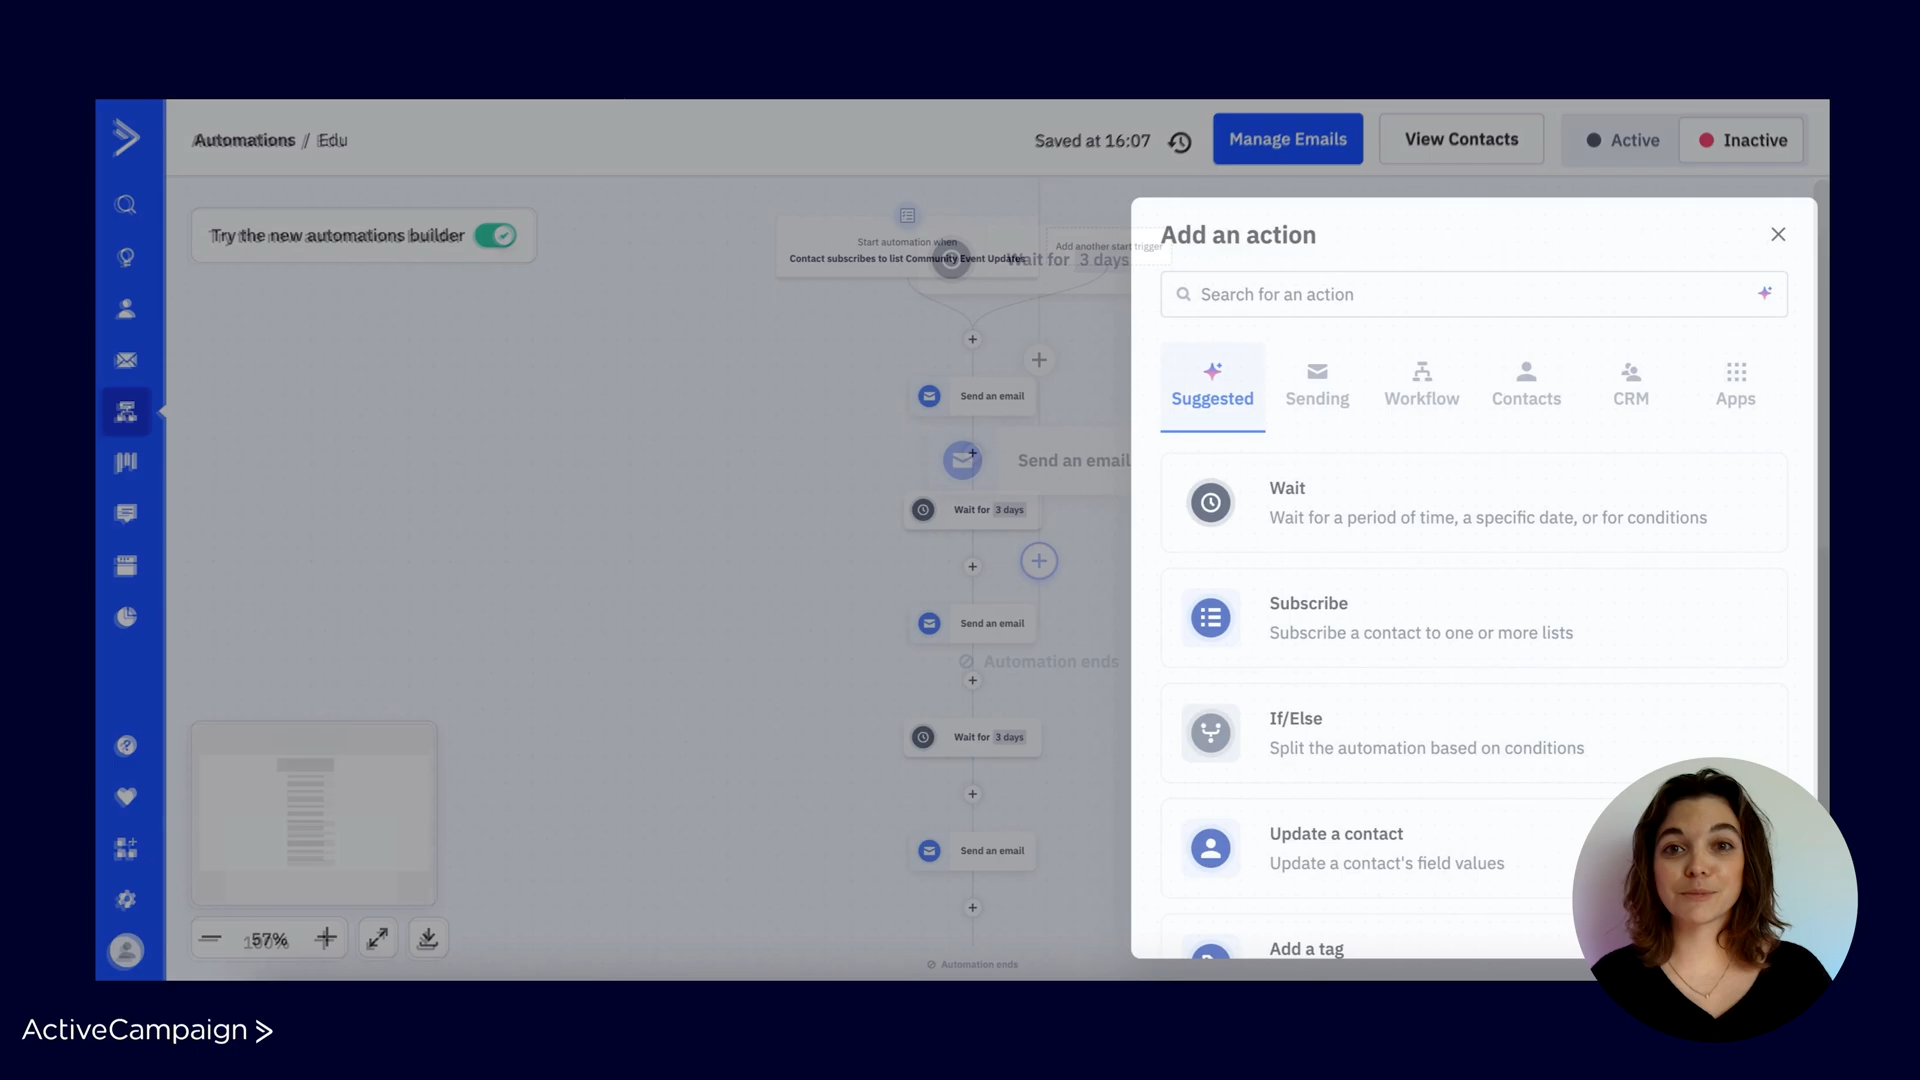 Automations / Edu
Saved at 16:07
Manage Emails
View Contacts
Active
Inactive
Try the new automations builder
Start automation when
Contact subscribes to list Community Event Updates
Add another start trigger
Wait for 3 days
Send an email
Send an email
Wait for 3 days
Send an email
Automation ends
Wait for 3 days
Send an email
Automation ends
57%
Add an action
Search for an action
Suggested
Sending
Workflow
Contacts
CRM
Apps
Wait
Wait for a period of time, a specific date, or for conditions
Subscribe
Subscribe a contact to one or more lists
If/Else
Split the automation based on conditions
Update a contact
Update a contact's field values
Add a tag
ActiveCampaign